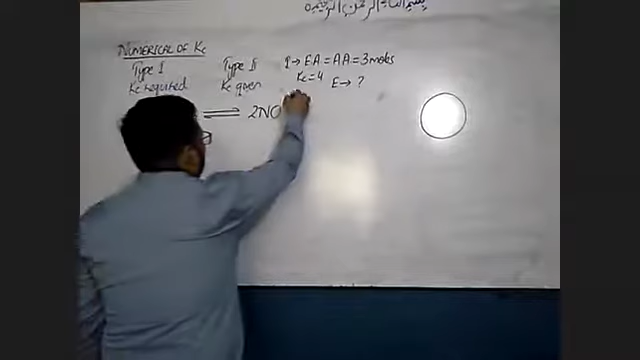 بسم اللہ الرحمٰن الرحیم
NUMERICAL OF Kc
Type I Type II I → EA = AA = 3 moles
Kc required Kc given Kc = 4 E → ?
⇌ 2NO